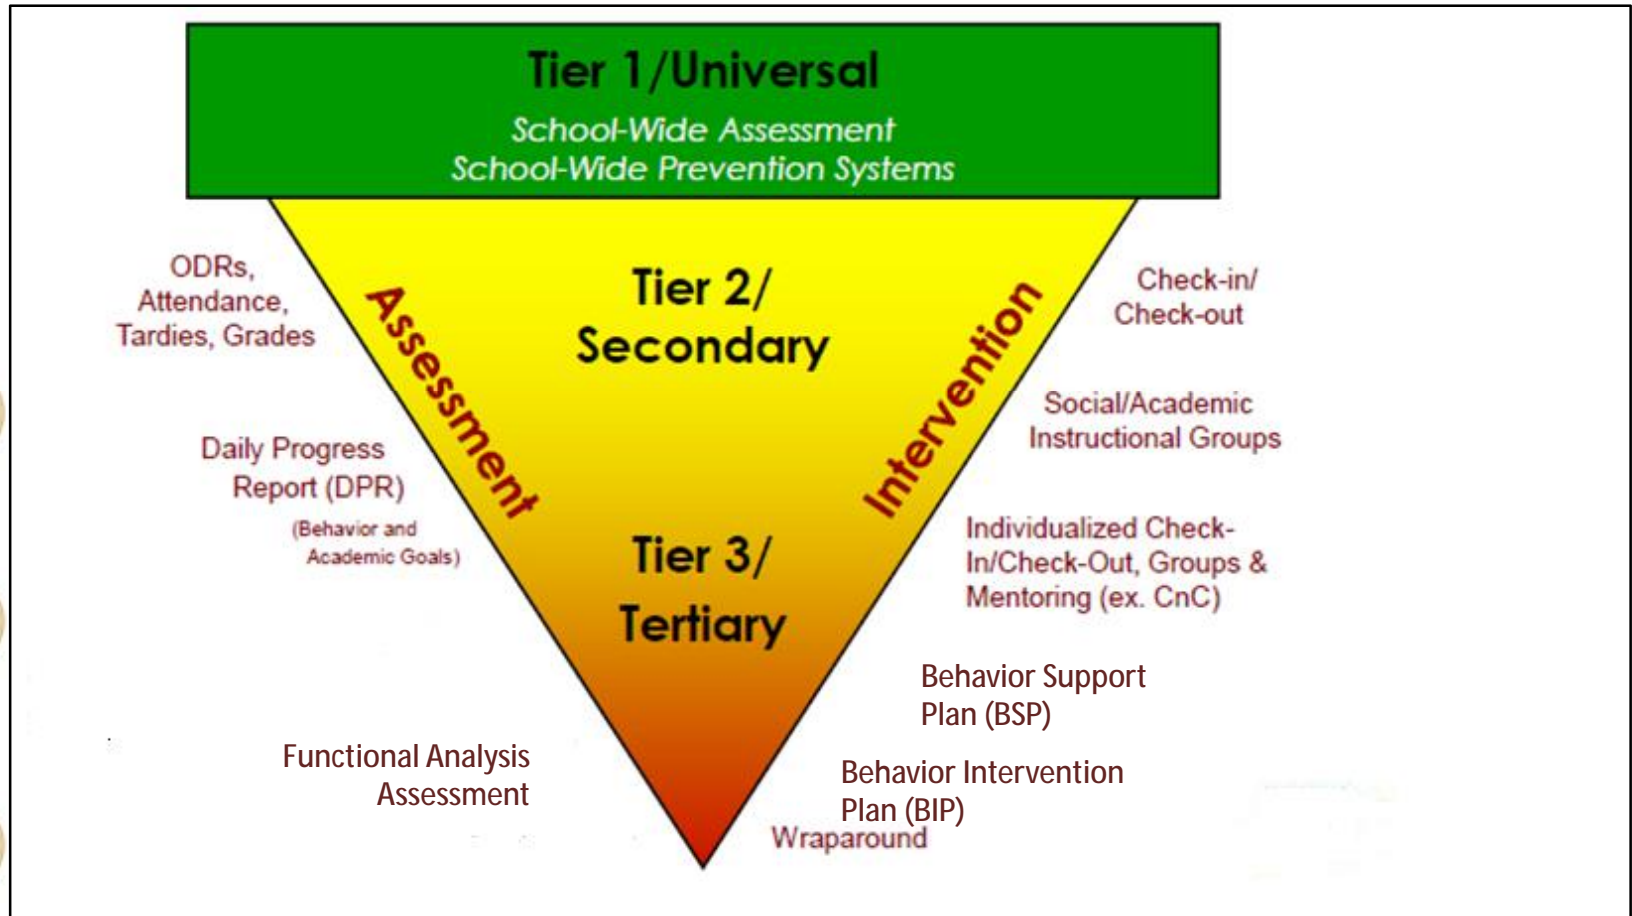 Tier 1/Universal
School-Wide Assessment
School-Wide Prevention Systems
ODRs,
Attendance,
Tardies, Grades
Assessment
Daily Progress
Report (DPR)
(Behavior and
Academic Goals)
Functional Analysis
Assessment
Tier 2/
Secondary
Tier 3/
Tertiary
Intervention
Check-in/
Check-out
Social/Academic
Instructional Groups
Individualized Check-
In/Check-Out, Groups &
Mentoring (ex. CnC)
Behavior Support
Plan (BSP)
Behavior Intervention
Plan (BIP)
Wraparound